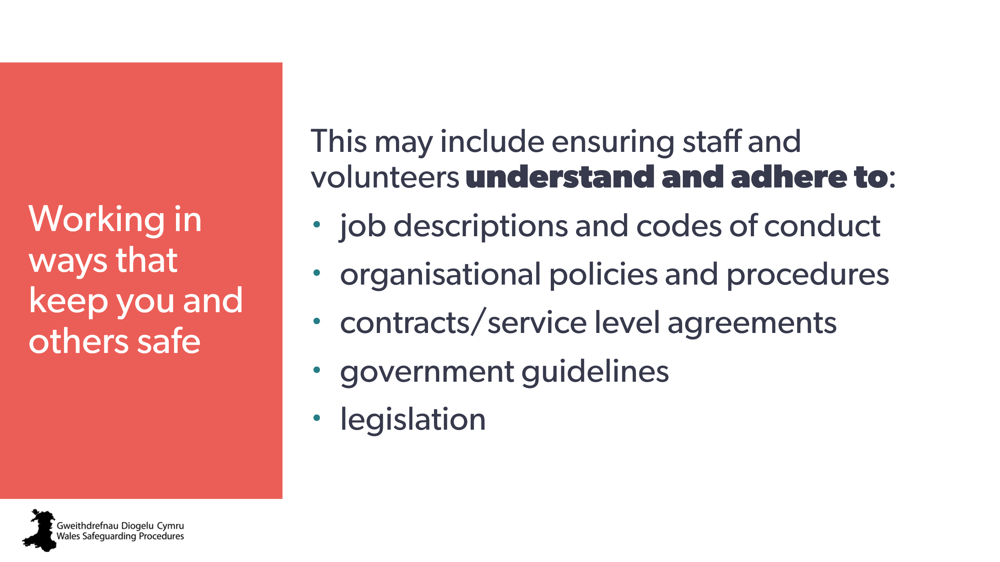 Working in
ways that
keep you and
others safe
This may include ensuring staff and
volunteers understand and adhere to:
• job descriptions and codes of conduct
• organisational policies and procedures
• contracts/service level agreements
• government guidelines
• legislation
Gweithdrefnau Diogelu Cymru
Wales Safeguarding Procedures